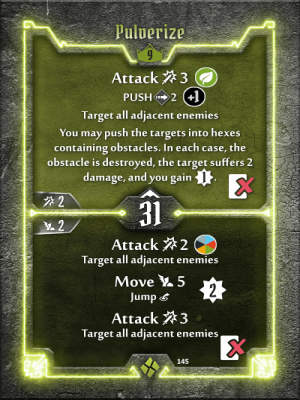 Pulverize
9
Attack 3
PUSH 2 +1
Target all adjacent enemies
You may push the targets into hexes
containing obstacles. In each case, the
obstacle is destroyed, the target suffers 2
damage, and you gain 1.
2
31
2
Attack 2
Target all adjacent enemies
Move 5
Jump
2
Attack 3
Target all adjacent enemies
145